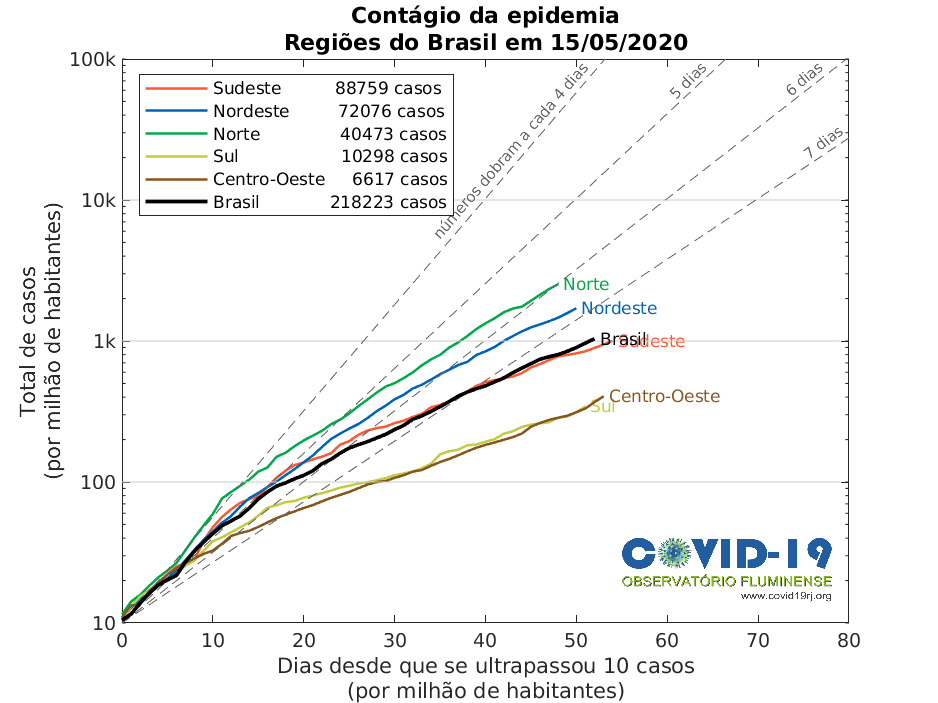 Contágio da epidemia
Regiões do Brasil em 15/05/2020
100k
10k
1k
100
10
Total de casos
(por milhão de habitantes)
Sudeste 88759 casos
Nordeste 72076 casos
Norte 40473 casos
Sul 10298 casos
Centro-Oeste 6617 casos
Brasil 218223 casos
números dobram a cada 4 dias
5 dias
6 dias
7 dias
Norte
Nordeste
Brasil
Sudeste
Centro-Oeste
Sul
COVID-19
OBSERVATÓRIO FLUMINENSE
www.covid19rj.org
0 10 20 30 40 50 60 70 80
Dias desde que se ultrapassou 10 casos
(por milhão de habitantes)